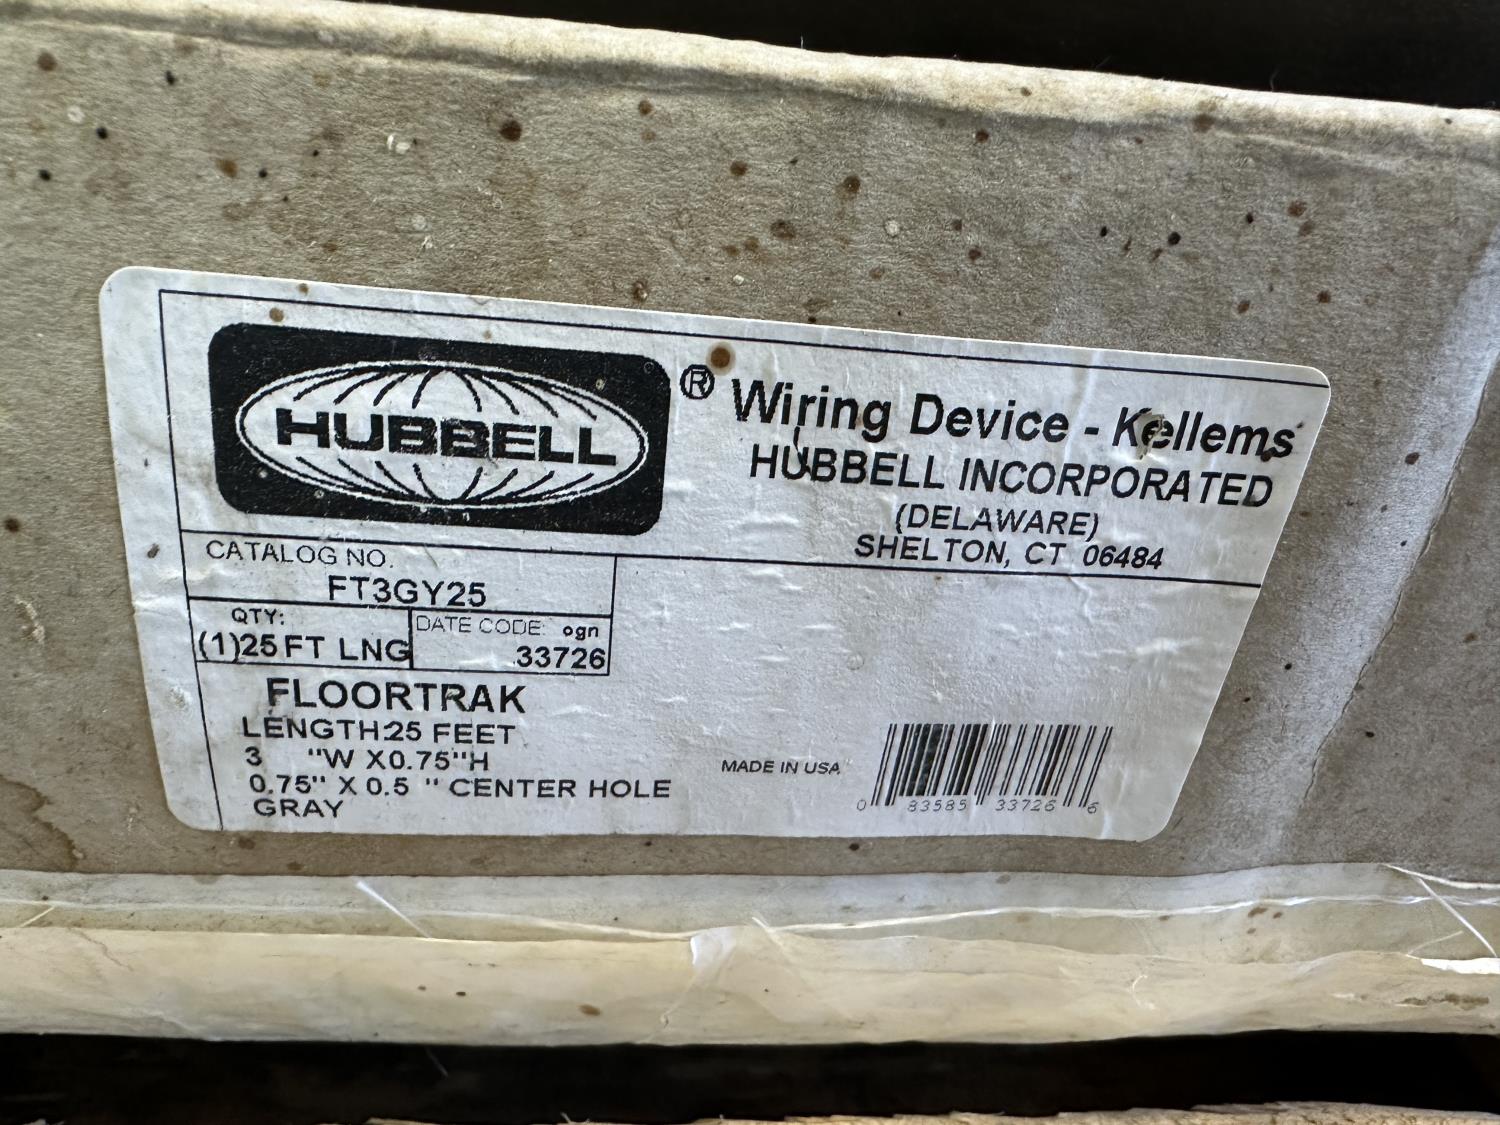 HUBBELL ® Wiring Device - Kellems
HUBBELL INCORPORATED
(DELAWARE)
SHELTON, CT 06484
CATALOG NO.
FT3GY25
QTY:
(1)25 FT LNG
DATE CODE: ogn
33726
FLOORTRAK
LENGTH:25 FEET
3 "W X0.75"H
0.75" X 0.5 " CENTER HOLE
GRAY
MADE IN USA
0 83585 33726 6